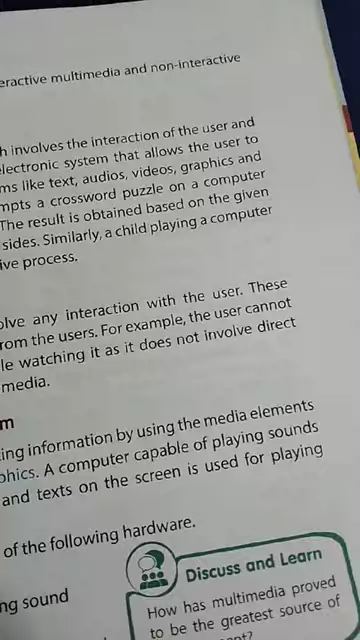 eractive multimedia and non-interactive
h involves the interaction of the user and
lectronic system that allows the user to
ms like text, audios, videos, graphics and
mpts a crossword puzzle on a computer
The result is obtained based on the given
sides. Similarly, a child playing a computer
ive process.
olve any interaction with the user. These
rom the users. For example, the user cannot
le watching it as it does not involve direct
media.
m
ing information by using the media elements
phics. A computer capable of playing sounds
and texts on the screen is used for playing
of the following hardware.
Discuss and Learn
ng sound
How has multimedia proved
to be the greatest source of